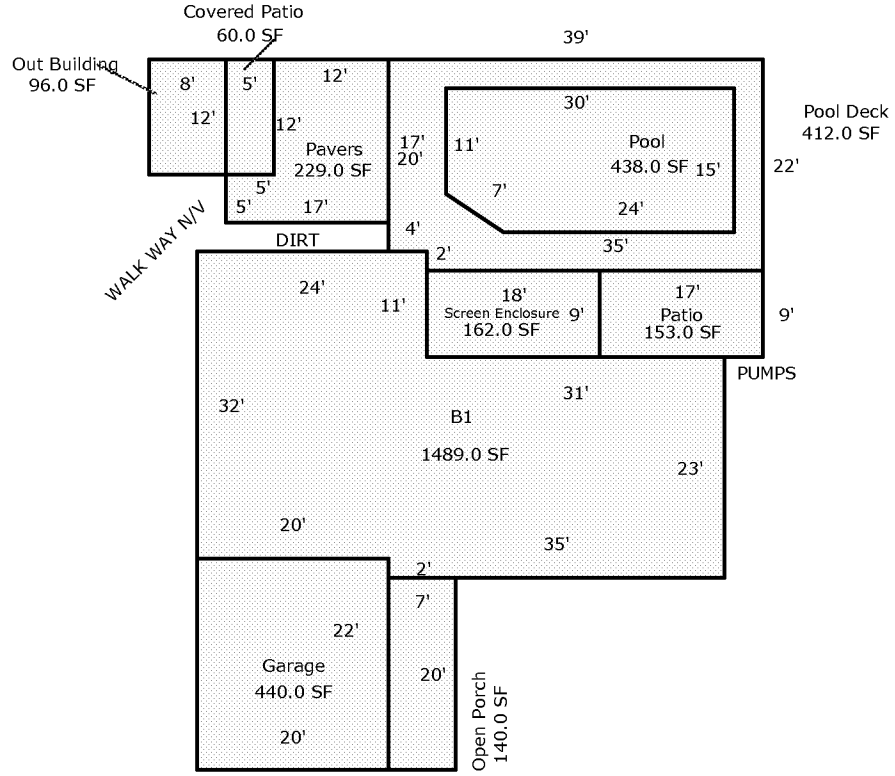 Covered Patio
60.0 SF
39'
Out Building
96.0 SF
8'
5'
12'
30'
Pool Deck
412.0 SF
12'
12'
Pavers
229.0 SF
17'
20'
11'
Pool
438.0 SF
15'
22'
5'
5'
17'
7'
24'
WALK WAY N/V
DIRT
4'
2'
35'
24'
11'
18'
Screen Enclosure
162.0 SF
9'
17'
Patio
153.0 SF
9'
PUMPS
31'
32'
B1
1489.0 SF
23'
20'
35'
2'
7'
22'
Garage
440.0 SF
20'
20'
Open Porch
140.0 SF